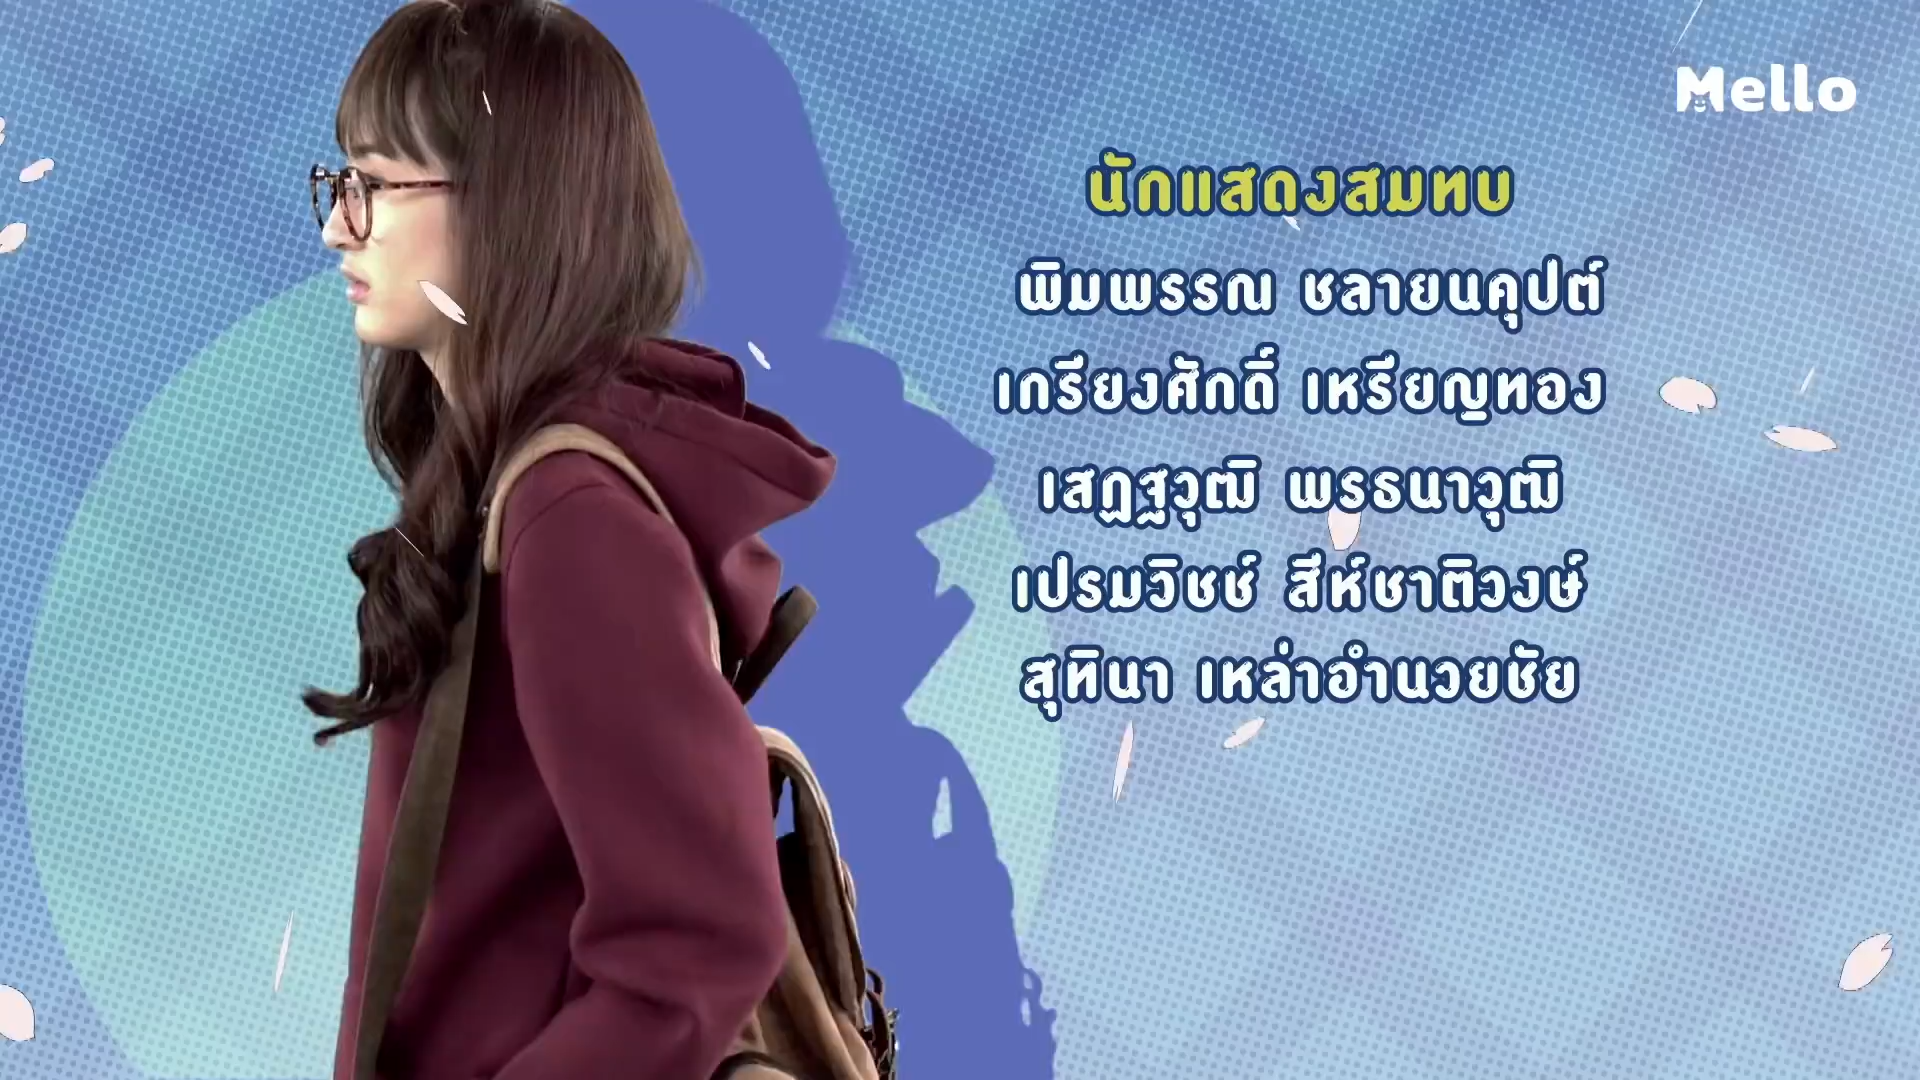 Mello
นักแสดงสมทบ
พิมพรรณ ชลายนคุปต์
เกรียงศักดิ์ เหรียญทอง
เสฏฐวุฒิ พรธนาวุฒิ
เปรมวิชช์ สีห์ชาติวงษ์
สุทินา เหล่าอำนวยชัย